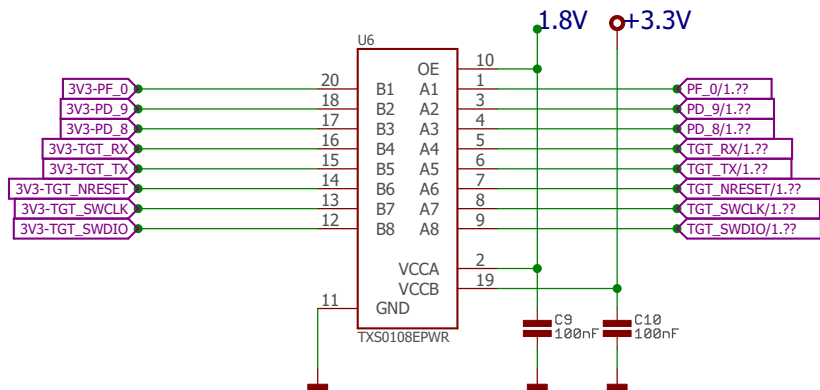 1.8V +3.3V
U6
OE 10
3V3-PF_0 20 B1 A1 1 PF_0/1.??
3V3-PD_9 18 B2 A2 3 PD_9/1.??
3V3-PD_8 17 B3 A3 4 PD_8/1.??
3V3-TGT_RX 16 B4 A4 5 TGT_RX/1.??
3V3-TGT_TX 15 B5 A5 6 TGT_TX/1.??
3V3-TGT_NRESET 14 B6 A6 7 TGT_NRESET/1.??
3V3-TGT_SWCLK 13 B7 A7 8 TGT_SWCLK/1.??
3V3-TGT_SWDIO 12 B8 A8 9 TGT_SWDIO/1.??
VCCA 2
VCCB 19
11 GND
C9 C10
100nF 100nF
TXS0108EPWR